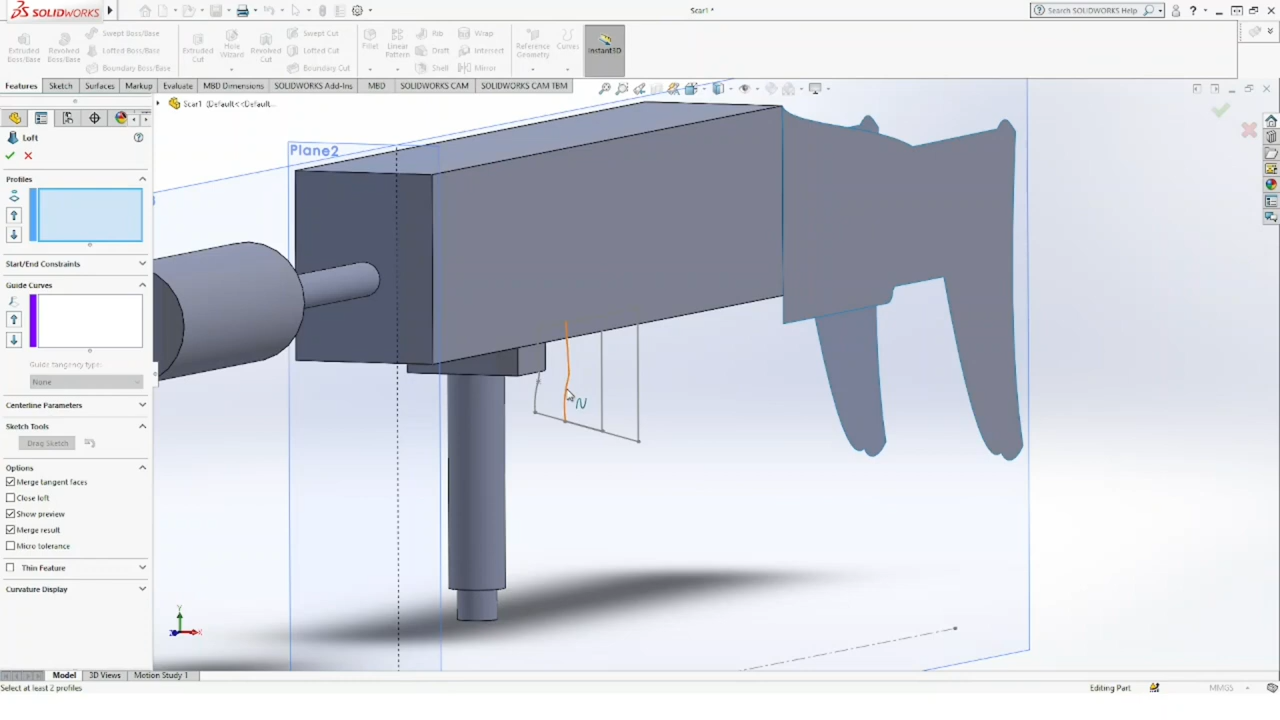 SOLIDWORKS
Scar1 *
Search SOLIDWORKS Help
Extruded Boss/Base
Revolved Boss/Base
Swept Boss/Base
Lofted Boss/Base
Boundary Boss/Base
Extruded Cut
Hole Wizard
Revolved Cut
Swept Cut
Lofted Cut
Boundary Cut
Fillet
Linear Pattern
Rib
Draft
Shell
Wrap
Intersect
Mirror
Reference Geometry
Curves
Instant3D
Features
Sketch
Surfaces
Markup
Evaluate
MBD Dimensions
SOLIDWORKS Add-Ins
MBD
SOLIDWORKS CAM
SOLIDWORKS CAM TBM
Scar1 (Default<<Default...
Loft
Profiles
Start/End Constraints
Guide Curves
Guide tangency type:
None
Centerline Parameters
Sketch Tools
Drag Sketch
Options
Merge tangent faces
Close loft
Show preview
Merge result
Micro tolerance
Thin Feature
Curvature Display
Plane2
Y
X
Z
Model
3D Views
Motion Study 1
Select at least 2 profiles
Editing Part
MMGS